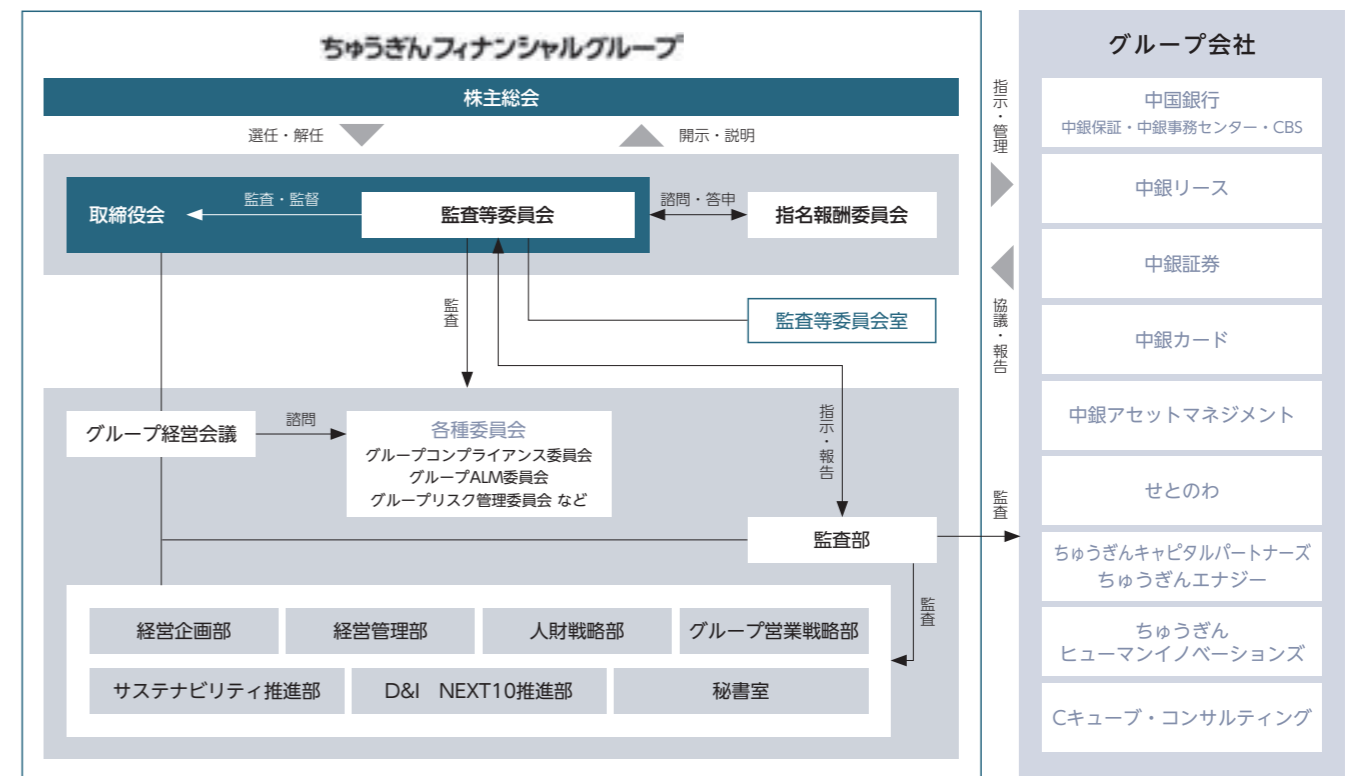 ちゅうぎんフィナンシャルグループ
株主総会
選任・解任
開示・説明
取締役会
監査・監督
監査等委員会
諮問・答申
指名報酬委員会
監査
監査等委員会室
グループ経営会議
諮問
各種委員会
グループコンプライアンス委員会
グループALM委員会
グループリスク管理委員会 など
指示・報告
監査部
監査
経営企画部
経営管理部
人財戦略部
グループ営業戦略部
サステナビリティ推進部
D&I NEXT10推進部
秘書室
指示・管理
協議・報告
監査
グループ会社
中国銀行
中銀保証・中銀事務センター・CBS
中銀リース
中銀証券
中銀カード
中銀アセットマネジメント
せとのわ
ちゅうぎんキャピタルパートナーズ
ちゅうぎんエナジー
ちゅうぎん
ヒューマンイノベーションズ
Cキューブ・コンサルティング